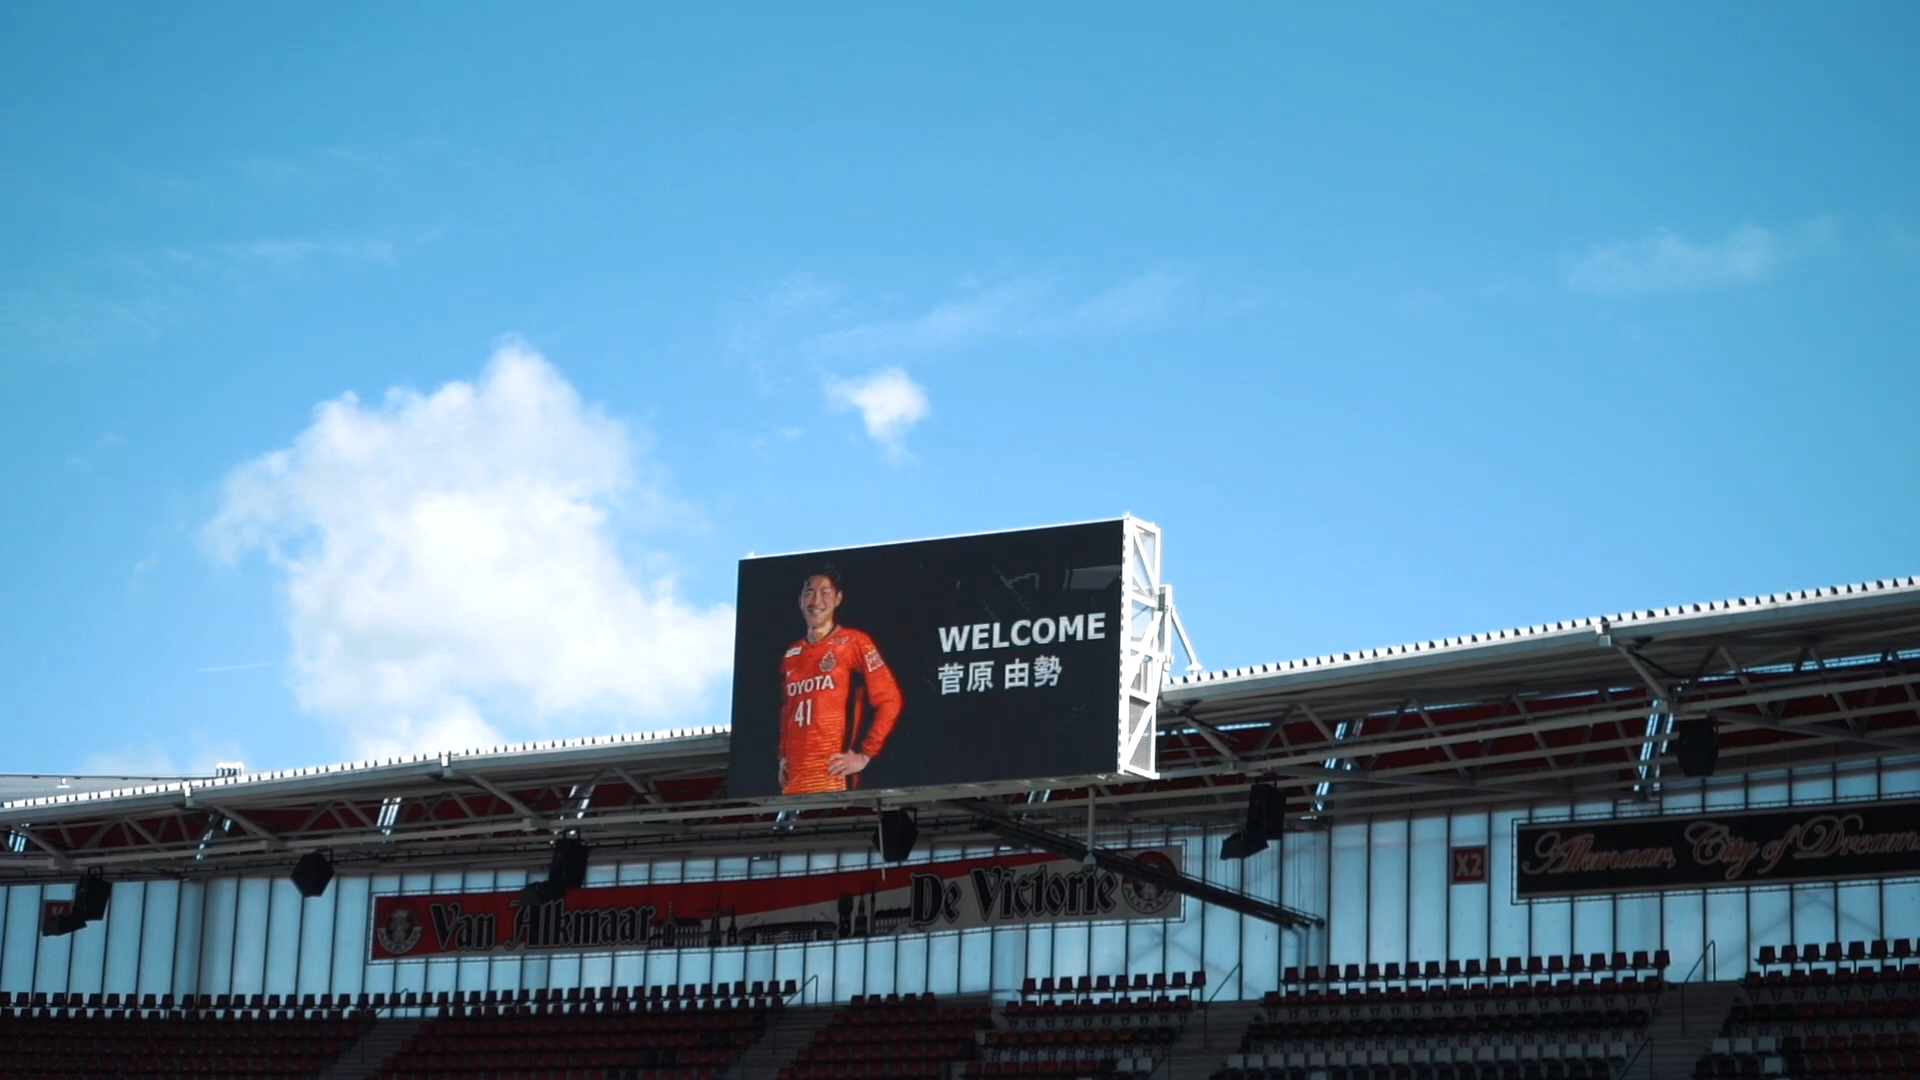 WELCOME
菅原 由勢
TOYOTA
41
X2
Alkmaar, City of Dreams
Van Alkmaar De Victorie